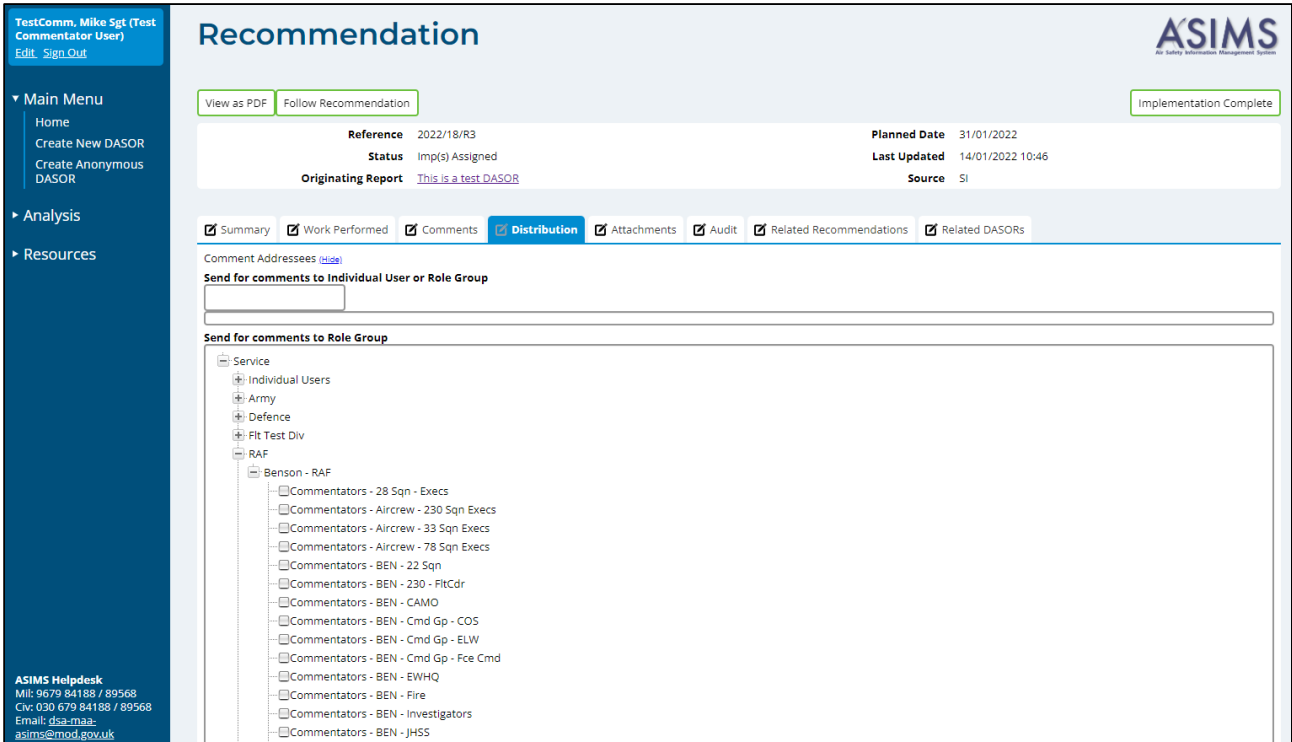 TestComm, Mike Sgt (Test
Commentator User)
Edit Sign Out
Main Menu
Home
Create New DASOR
Create Anonymous
DASOR
Analysis
Resources
ASIMS Helpdesk
Mil: 9679 84188 / 89568
Civ: 030 679 84188 / 89568
Email: dsa-maa-
asims@mod.gov.uk
Recommendation
ASIMS
Air Safety Information Management System
View as PDF Follow Recommendation Implementation Complete
Reference 2022/18/R3 Planned Date 31/01/2022
Status Imp(s) Assigned Last Updated 14/01/2022 10:46
Originating Report This is a test DASOR Source SI
Summary Work Performed Comments Distribution Attachments Audit Related Recommendations Related DASORs
Comment Addressees (Hide)
Send for comments to Individual User or Role Group
Send for comments to Role Group
Service
Individual Users
Army
Defence
Flt Test Div
RAF
Benson - RAF
Commentators - 28 Sqn - Execs
Commentators - Aircrew - 230 Sqn Execs
Commentators - Aircrew - 33 Sqn Execs
Commentators - Aircrew - 78 Sqn Execs
Commentators - BEN - 22 Sqn
Commentators - BEN - 230 - FltCdr
Commentators - BEN - CAMO
Commentators - BEN - Cmd Gp - COS
Commentators - BEN - Cmd Gp - ELW
Commentators - BEN - Cmd Gp - Fce Cmd
Commentators - BEN - EWHQ
Commentators - BEN - Fire
Commentators - BEN - Investigators
Commentators - BEN - JHSS